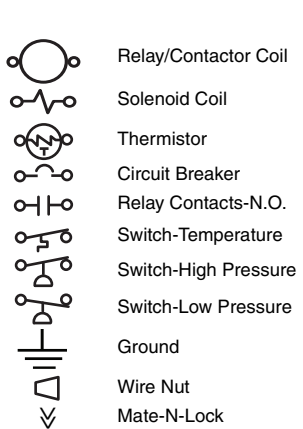 Relay/Contactor Coil
Solenoid Coil
Thermistor
T
Circuit Breaker
Relay Contacts-N.O.
Switch-Temperature
Switch-High Pressure
Switch-Low Pressure
Ground
Wire Nut
Mate-N-Lock